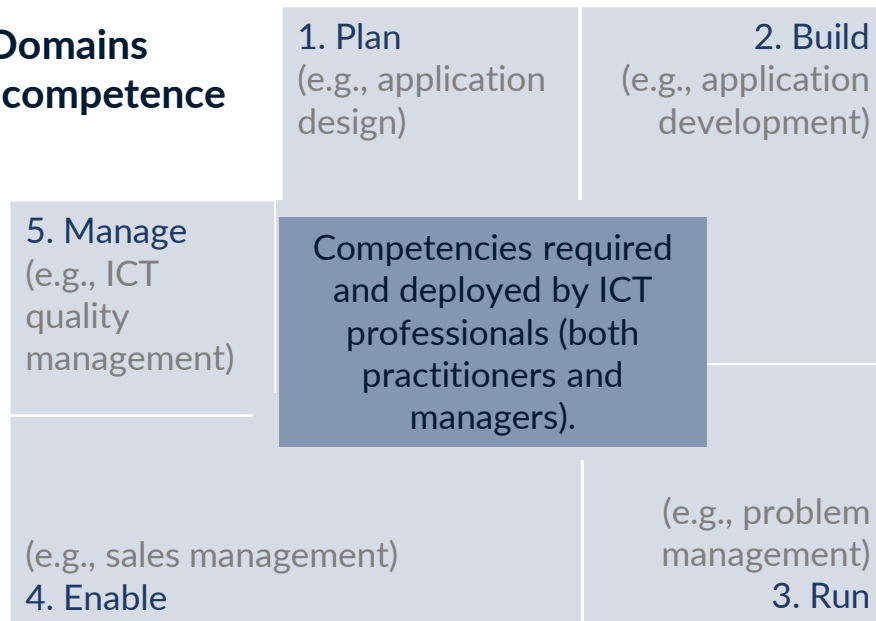 Domains
competence
1. Plan
(e.g., application
design)
2. Build
(e.g., application
development)
5. Manage
(e.g., ICT
quality
management)
Competencies required
and deployed by ICT
professionals (both
practitioners and
managers).
(e.g., sales management)
4. Enable
(e.g., problem
management)
3. Run